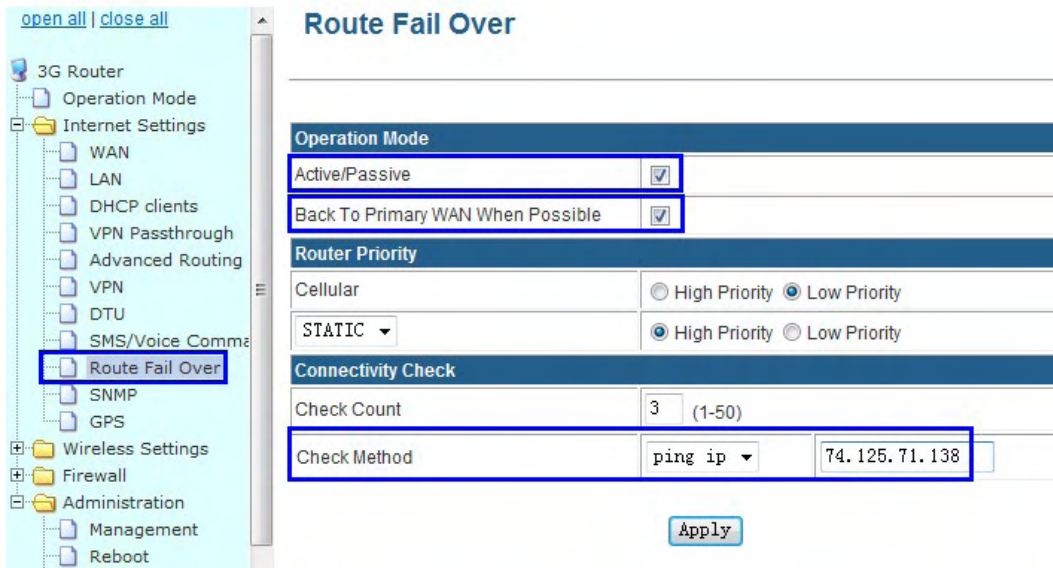 open all | close all
3G Router
Operation Mode
Internet Settings
WAN
LAN
DHCP clients
VPN Passthrough
Advanced Routing
VPN
DTU
SMS/Voice Comma
Route Fail Over
SNMP
GPS
Wireless Settings
Firewall
Administration
Management
Reboot
Route Fail Over
Operation Mode
Active/Passive
Back To Primary WAN When Possible
Router Priority
Cellular High Priority Low Priority
STATIC High Priority Low Priority
Connectivity Check
Check Count 3 (1-50)
Check Method ping ip 74.125.71.138
Apply